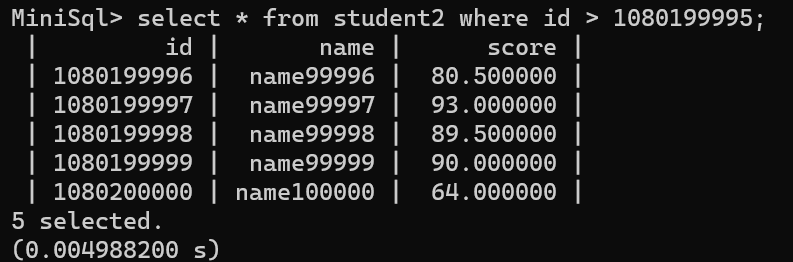 MiniSql> select * from student2 where id > 1080199995;
|         id |       name |      score |
| 1080199996 |  name99996 |  80.500000 |
| 1080199997 |  name99997 |  93.000000 |
| 1080199998 |  name99998 |  89.500000 |
| 1080199999 |  name99999 |  90.000000 |
| 1080200000 | name100000 |  64.000000 |
5 selected.
(0.004988200 s)